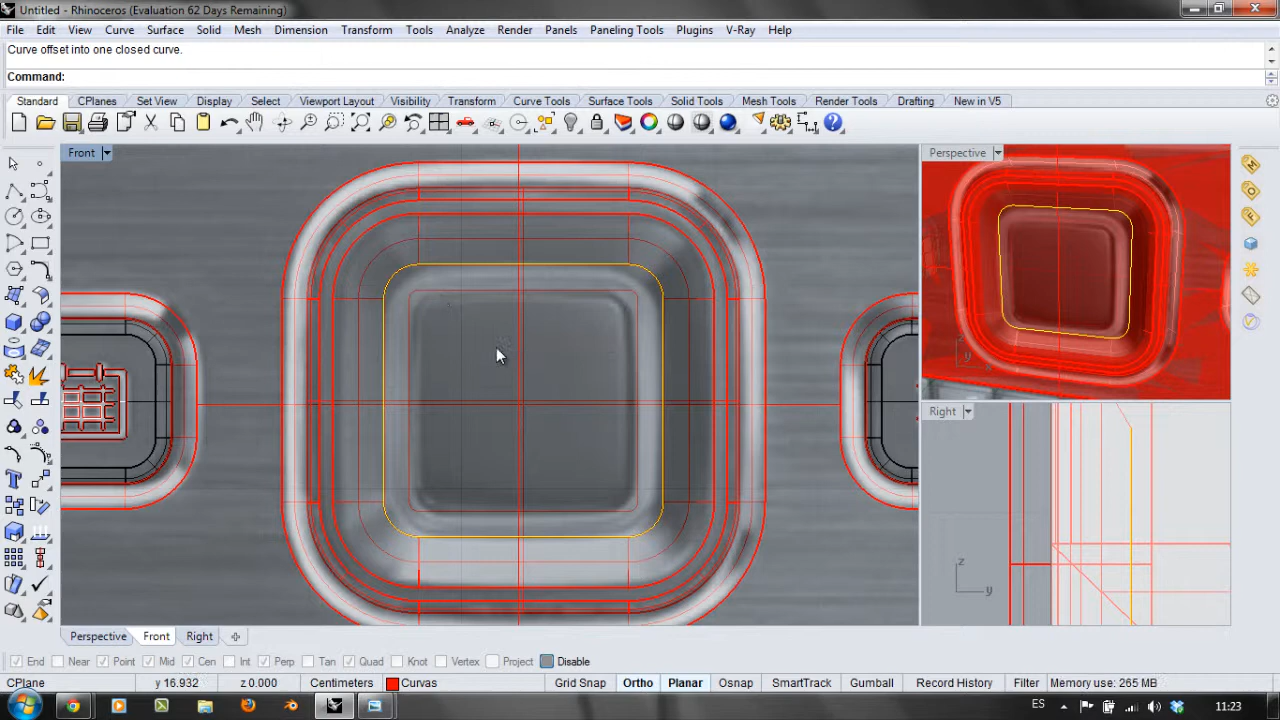 Untitled - Rhinoceros (Evaluation 62 Days Remaining)
File Edit View Curve Surface Solid Mesh Dimension Transform Tools Analyze Render Panels Paneling Tools Plugins V-Ray Help
Curve offset into one closed curve.
Command:
Standard CPlanes Set View Display Select Viewport Layout Visibility Transform Curve Tools Surface Tools Solid Tools Mesh Tools Render Tools Drafting New in V5
Front
Perspective
z
y
x
Right
z
y
Perspective Front Right
End Near Point Mid Cen Int Perp Tan Quad Knot Vertex Project Disable
CPlane y 16.932 z 0.000 Centimeters Curvas Grid Snap Ortho Planar Osnap SmartTrack Gumball Record History Filter Memory use: 265 MB
ES 11:23